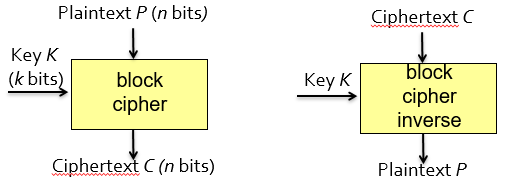 Plaintext P (n bits)
Key K
(k bits)
block
cipher
Ciphertext C (n bits)
Ciphertext C
Key K
block
cipher
inverse
Plaintext P